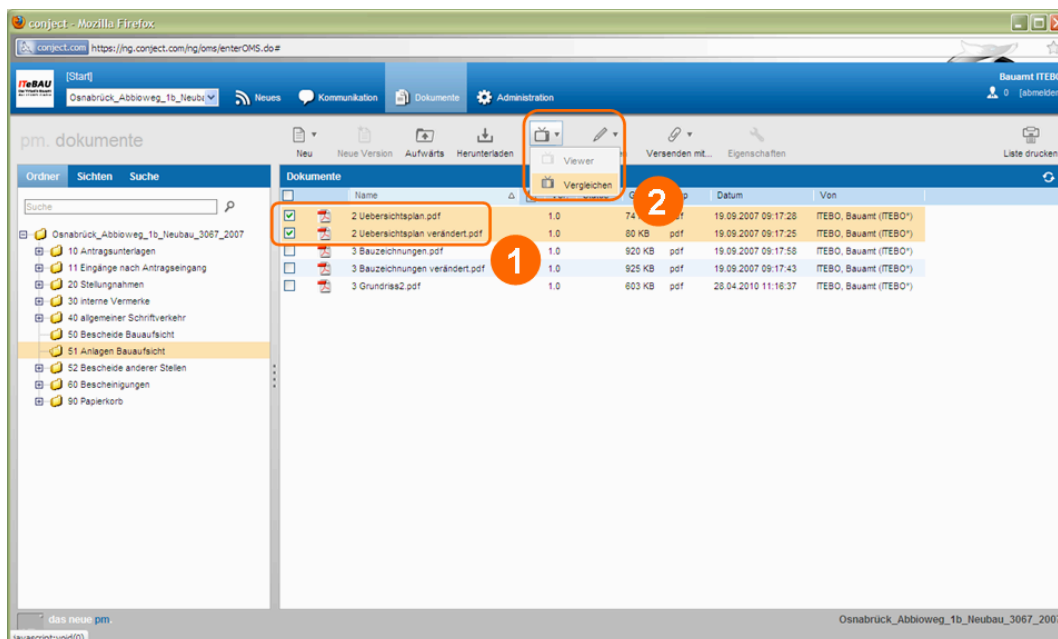 conject - Mozilla Firefox
conject.com https://ng.conject.com/ng/oms/enterOMS.do#
ITeBAU
[Start]
Bauamt ITEBO
Osnabrück_Abbioweg_1b_Neuba
Neues
Kommunikation
Dokumente
Administration
0 [abmelden
pm. dokumente
Neu
Neue Version
Aufwärts
Herunterladen
Versenden mit...
Eigenschaften
Liste drucken
Viewer
Vergleichen
Ordner Sichten Suche
Suche
Osnabrück_Abbioweg_1b_Neubau_3067_2007
10 Antragsunterlagen
11 Eingänge nach Antragseingang
20 Stellungnahmen
30 interne Vermerke
40 allgemeiner Schriftverkehr
50 Bescheide Bauaufsicht
51 Anlagen Bauaufsicht
52 Bescheide anderer Stellen
60 Bescheinigungen
90 Papierkorb
Dokumente
Name Datum Von
2 Uebersichtsplan.pdf 1.0 74 19.09.2007 09:17:28 ITEBO, Bauamt (ITEBO*)
2 Uebersichtsplan verändert.pdf 1.0 80 KB pdf 19.09.2007 09:17:25 ITEBO, Bauamt (ITEBO*)
3 Bauzeichnungen.pdf 1.0 920 KB pdf 19.09.2007 09:17:58 ITEBO, Bauamt (ITEBO*)
3 Bauzeichnungen verändert.pdf 1.0 925 KB pdf 19.09.2007 09:17:43 ITEBO, Bauamt (ITEBO*)
3 Grundriss2.pdf 1.0 603 KB pdf 28.04.2010 11:16:37 ITEBO, Bauamt (ITEBO*)
1
2
das neue pm.
Osnabrück_Abbioweg_1b_Neubau_3067_200
javascript:void(0)